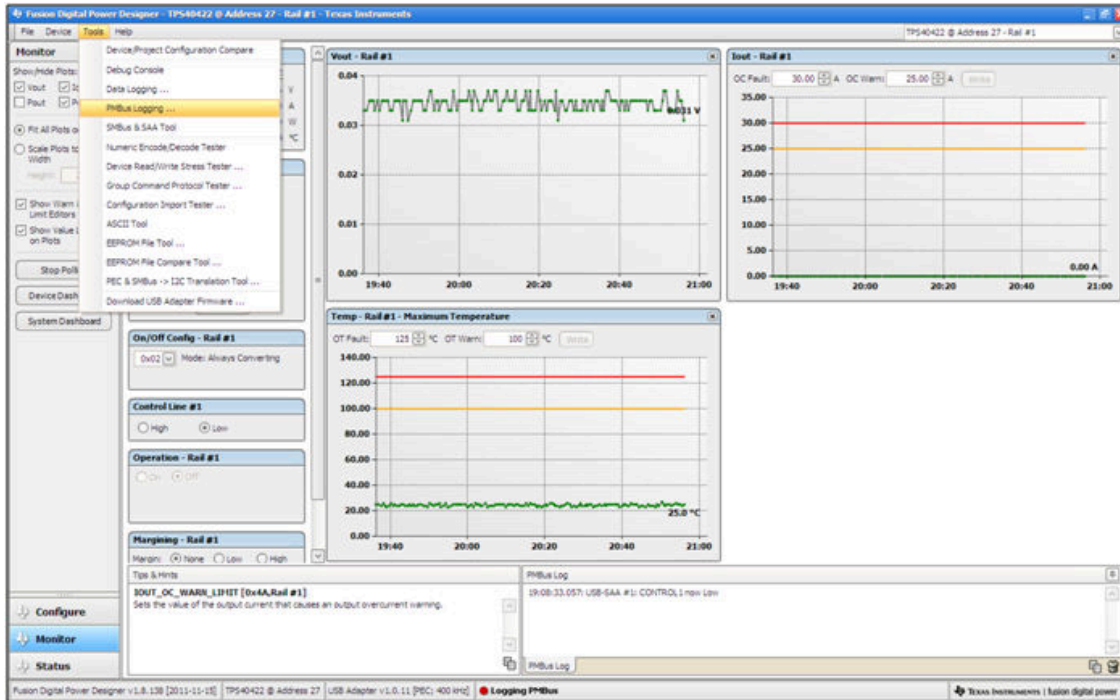 Fusion Digital Power Designer - TPS40422 @ Address 27 - Rail #1 - Texas Instruments
File Device Tools Help
TPS40422 @ Address 27 - Rail #1
Monitor
Show/Hide Plots:
Vout
Pout
Fit All Plots
Scale Plots to
Width
Height:
Show Warn
Limit Editors
Show Value
on Plots
Stop Poll
Device Dash
System Dashboard
Device/Project Configuration Compare
Debug Console
Data Logging ...
PMBus Logging ...
SMBus & SAA Tool
Numeric Encode/Decode Tester
Device Read/Write Stress Tester ...
Group Command Protocol Tester ...
Configuration Import Tester ...
ASCII Tool
EEPROM File Tool ...
EEPROM File Compare Tool ...
PEC & SMBus -> I2C Translation Tool ...
Download USB Adapter Firmware ...
V
A
W
°C
On/Off Config - Rail #1
0x02 Mode: Always Converting
Control Line #1
High Low
Operation - Rail #1
On Off
Margining - Rail #1
Margin: None Low High
Vout - Rail #1
0.04
0.03
0.02
0.01
0.00
0.031 V
19:40 20:00 20:20 20:40 21:00
Iout - Rail #1
OC Fault: 30.00 A OC Warn: 25.00 A Write
35.00
30.00
25.00
20.00
15.00
10.00
5.00
0.00
0.00 A
19:40 20:00 20:20 20:40 21:00
Temp - Rail #1 - Maximum Temperature
OT Fault: 125 °C OT Warn: 100 °C Write
140.00
120.00
100.00
80.00
60.00
40.00
20.00
0.00
25.0 °C
19:40 20:00 20:20 20:40 21:00
Tips & Hints
IOUT_OC_WARN_LIMIT [0x4A,Rail #1]
Sets the value of the output current that causes an output overcurrent warning.
PMBus Log
19:08:33.057: USB-SAA #1: CONTROL1 now Low
PMBus Log
Configure
Monitor
Status
Fusion Digital Power Designer v1.8.138 [2011-11-15] TPS40422 @ Address 27 USB Adapter v1.0.11 [PEC; 400 kHz] Logging PMBus
TEXAS INSTRUMENTS | fusion digital power